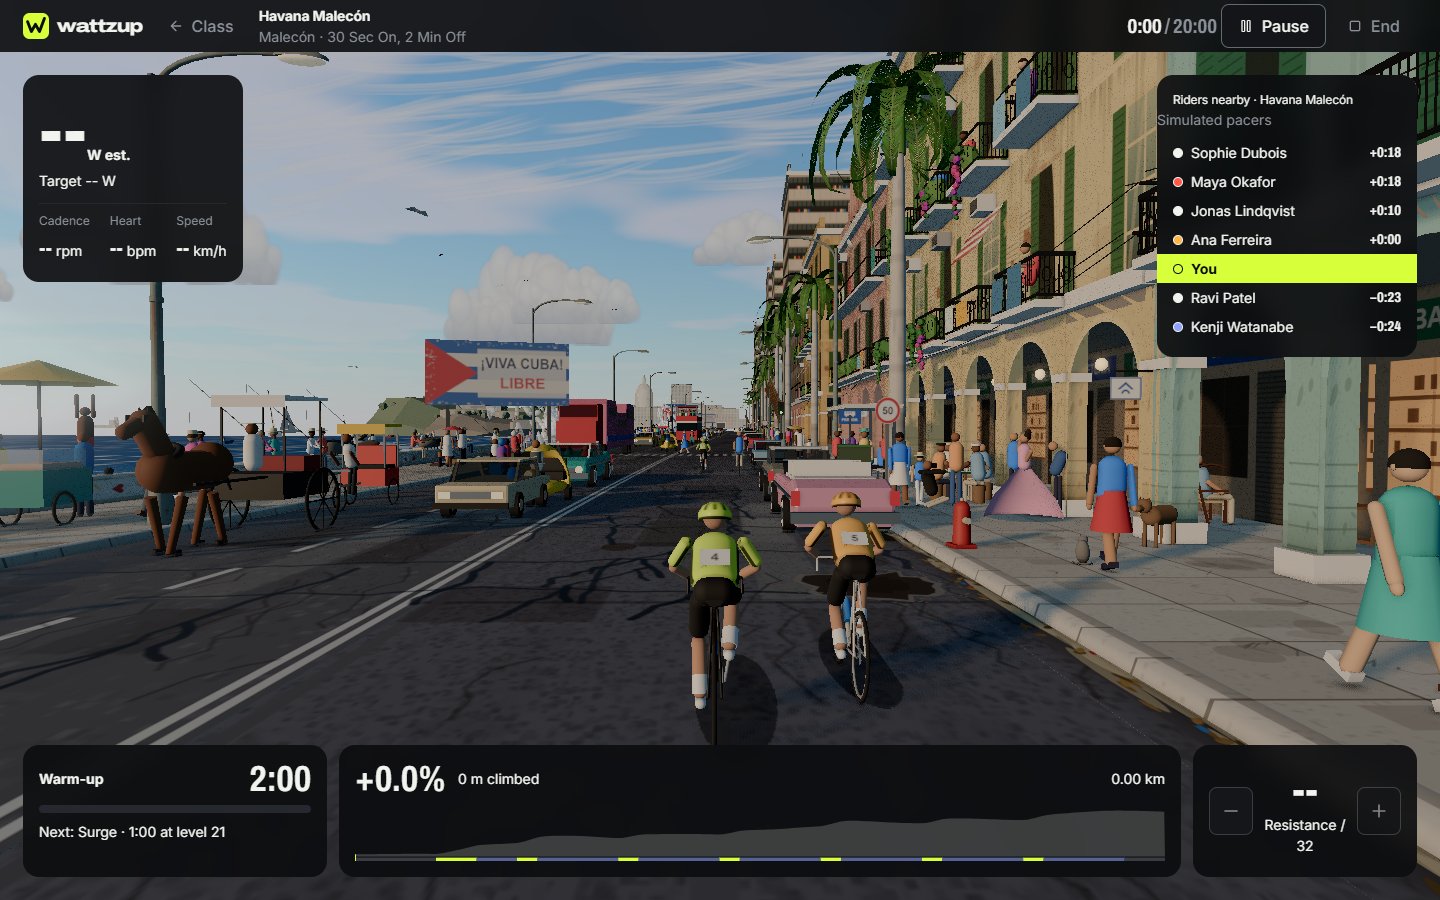 wattzup
Class
Havana Malecón
Malecón · 30 Sec On, 2 Min Off
0:00 / 20:00
Pause
End
-- W est.
Target -- W
Cadence Heart Speed
-- rpm -- bpm -- km/h
Riders nearby · Havana Malecón
Simulated pacers
Sophie Dubois +0:18
Maya Okafor +0:18
Jonas Lindqvist +0:10
Ana Ferreira +0:00
You
Ravi Patel −0:23
Kenji Watanabe −0:24
¡VIVA CUBA!
LIBRE
50
4
5
Warm-up 2:00
Next: Surge · 1:00 at level 21
+0.0% 0 m climbed 0.00 km
--
Resistance /
32